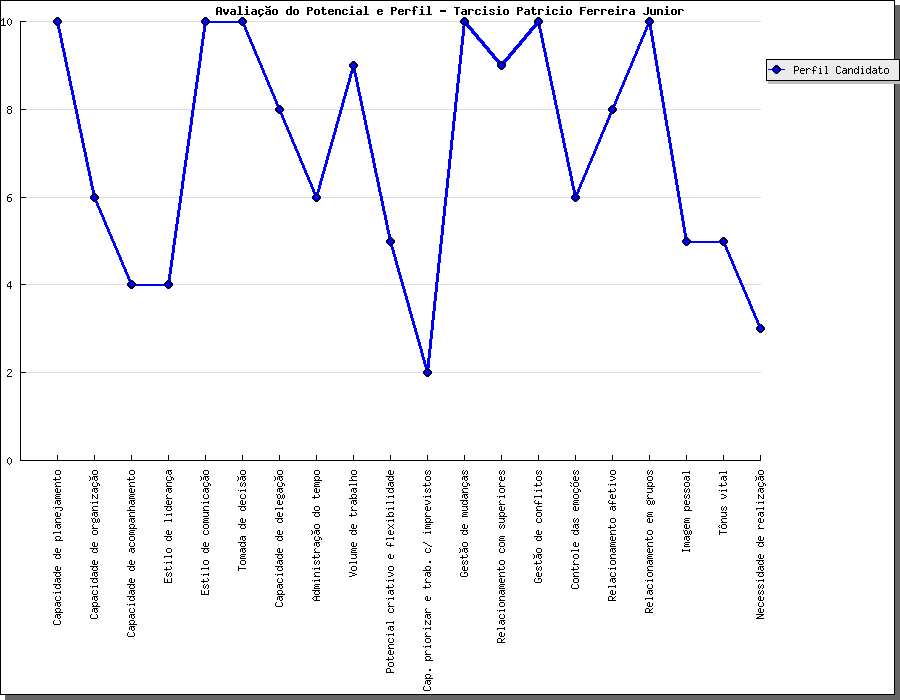 Avaliação do Potencial e Perfil - Tarcisio Patricio Ferreira Junior
Perfil Candidato
10
8
6
4
2
0
Capacidade de planejamento
Capacidade de organização
Capacidade de acompanhamento
Estilo de liderança
Estilo de comunicação
Tomada de decisão
Capacidade de delegação
Administração do tempo
Volume de trabalho
Potencial criativo e flexibilidade
Cap. priorizar e trab. c/ imprevistos
Gestão de mudanças
Relacionamento com superiores
Gestão de conflitos
Controle das emoções
Relacionamento afetivo
Relacionamento em grupos
Imagem pessoal
Tônus vital
Necessidade de realização